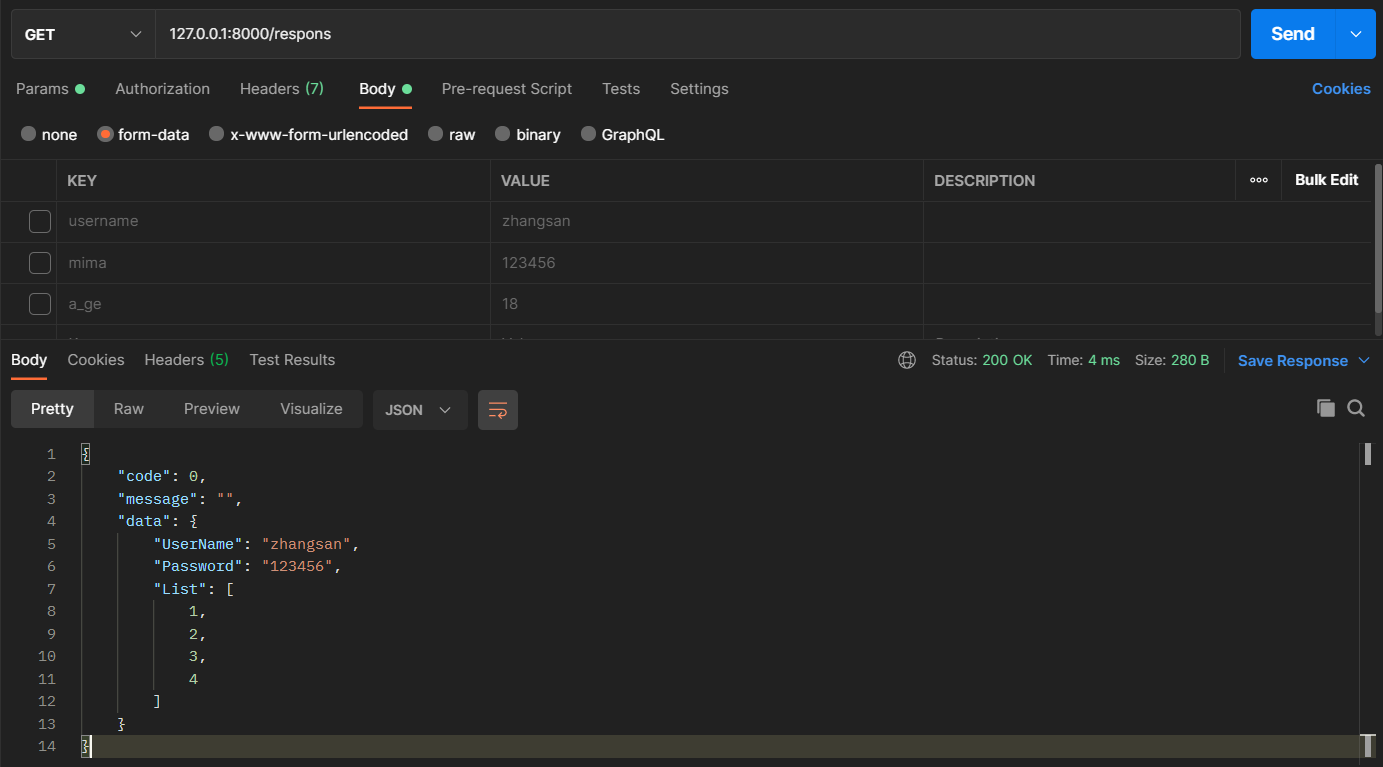 GET 127.0.0.1:8000/respons Send
Params Authorization Headers (7) Body Pre-request Script Tests Settings Cookies
none form-data x-www-form-urlencoded raw binary GraphQL
KEY VALUE DESCRIPTION ooo Bulk Edit
username zhangsan
mima 123456
a_ge 18
Body Cookies Headers (5) Test Results Status: 200 OK Time: 4 ms Size: 280 B Save Response
Pretty Raw Preview Visualize JSON
1 {
2 "code": 0,
3 "message": "",
4 "data": {
5 "UserName": "zhangsan",
6 "Password": "123456",
7 "List": [
8 1,
9 2,
10 3,
11 4
12 ]
13 }
14 }